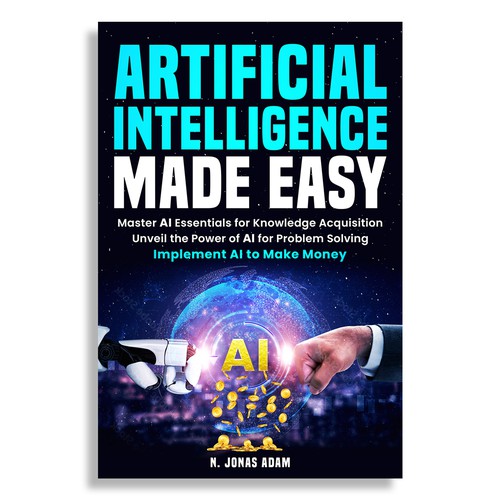 ARTIFICIAL
INTELLIGENCE
MADE EASY
Master AI Essentials for Knowledge Acquisition
Unveil the Power of AI for Problem Solving
Implement AI to Make Money
AI
N. JONAS ADAM